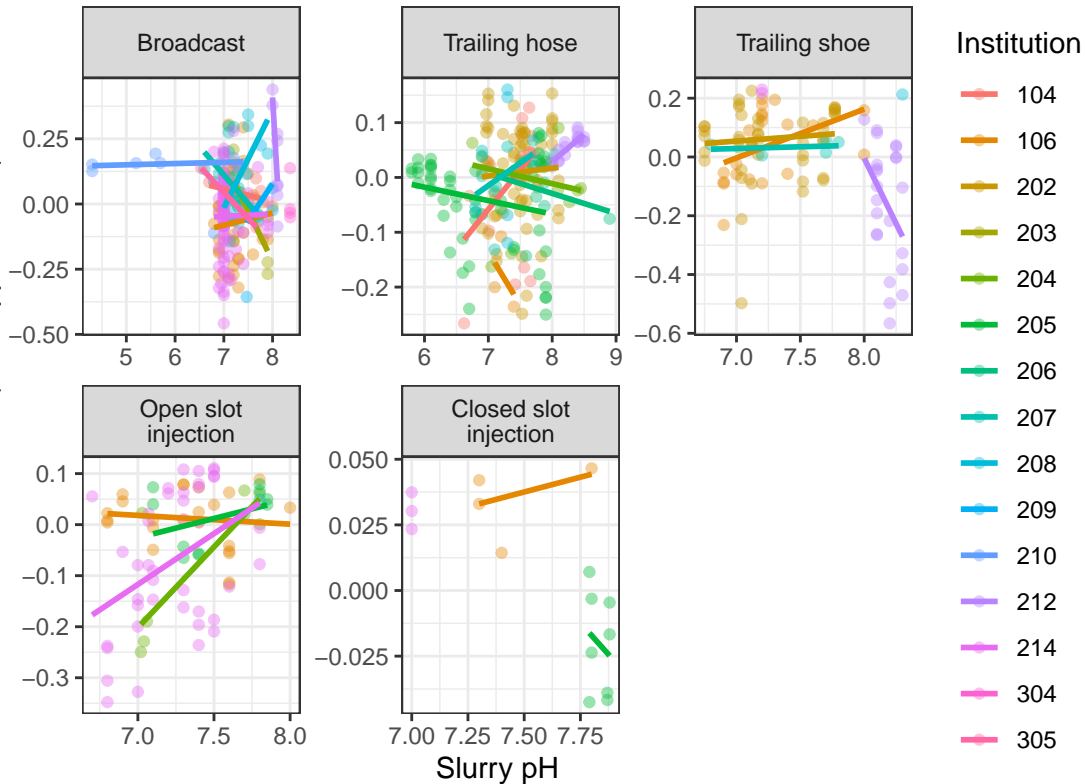 Broadcast
Trailing hose
Trailing shoe
0.25
0.00
−0.25
−0.50
5 6 7 8
0.1
0.0
−0.1
−0.2
6 7 8 9
0.2
0.0
−0.2
−0.4
−0.6
7.0 7.5 8.0
Open slot
injection
Closed slot
injection
0.1
0.0
−0.1
−0.2
−0.3
7.0 7.5 8.0
0.050
0.025
0.000
−0.025
7.00 7.25 7.50 7.75
Slurry pH
Institution
104
106
202
203
204
205
206
207
208
209
210
212
214
304
305